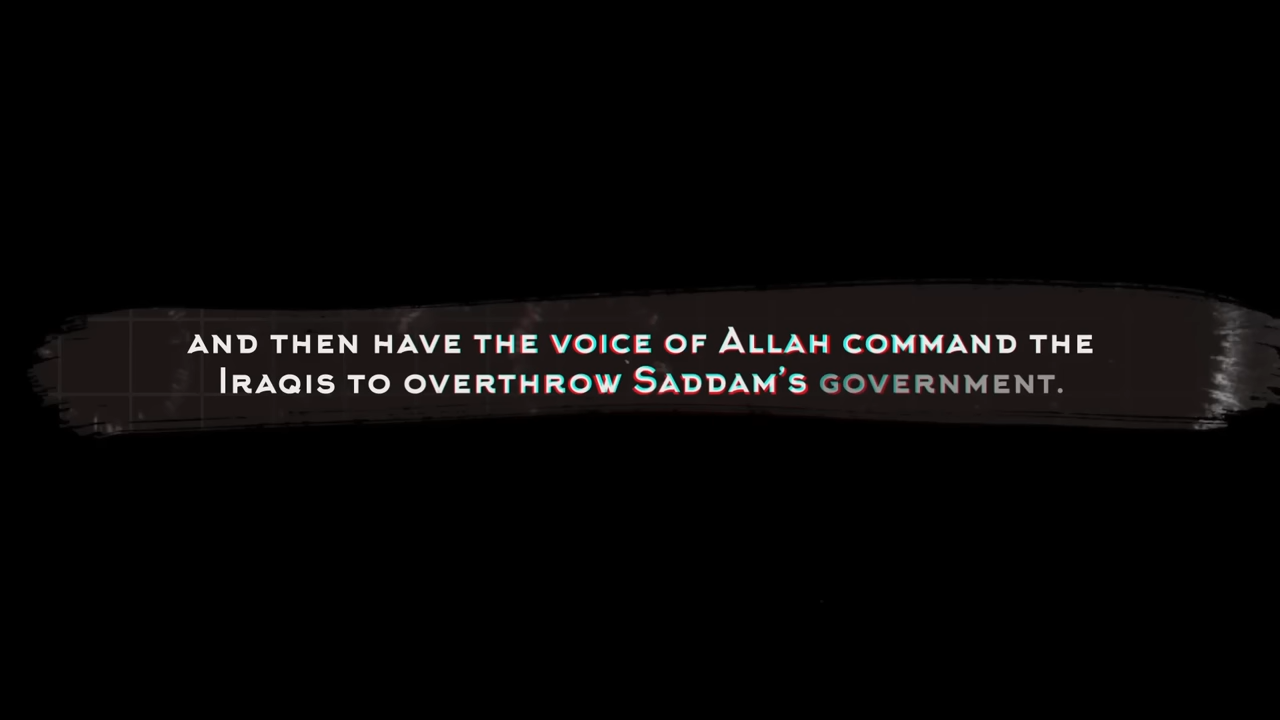 and then have the voice of Allah command the
Iraqis to overthrow Saddam's government.